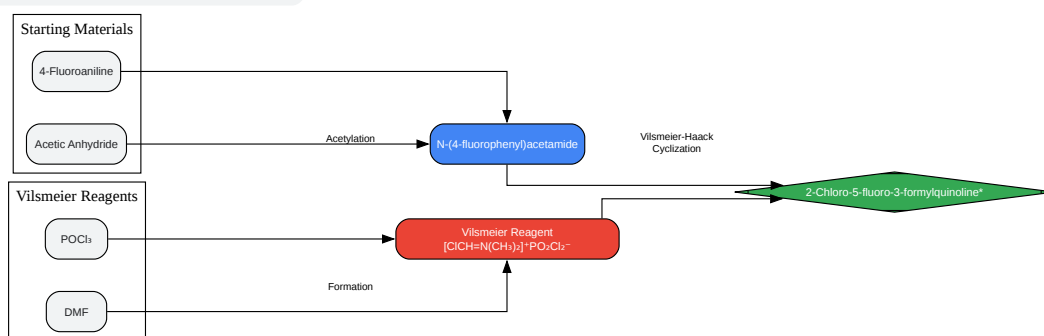 Starting Materials
4-Fluoroaniline
Acetic Anhydride
Acetylation
N-(4-fluorophenyl)acetamide
Vilsmeier-Haack
Cyclization
2-Chloro-5-fluoro-3-formylquinoline*
Vilsmeier Reagents
POCl₃
DMF
Formation
Vilsmeier Reagent
[ClCH=N(CH₃)₂]⁺PO₂Cl₂⁻